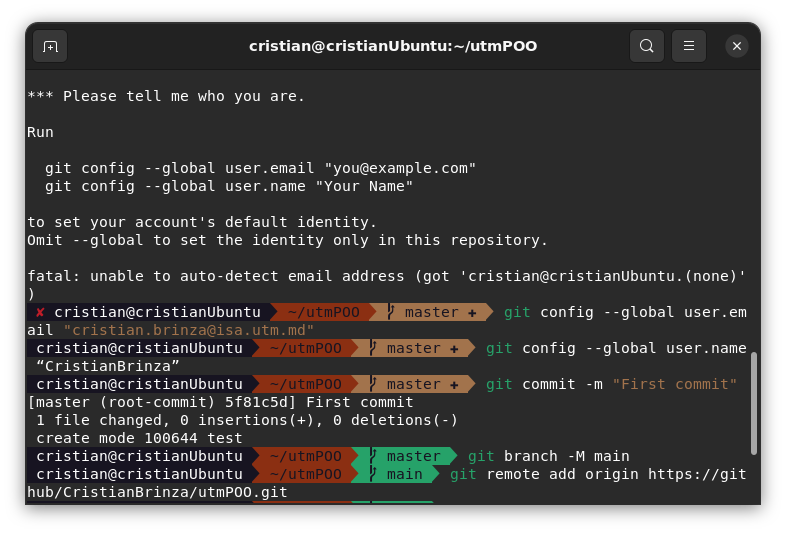 cristian@cristianUbuntu:~/utmPOO
*** Please tell me who you are.
Run
git config --global user.email "you@example.com"
git config --global user.name "Your Name"
to set your account's default identity.
Omit --global to set the identity only in this repository.
fatal: unable to auto-detect email address (got 'cristian@cristianUbuntu.(none)'
)
✘ cristian@cristianUbuntu ~/utmPOO master ✚ git config --global user.em
ail "cristian.brinza@isa.utm.md"
cristian@cristianUbuntu ~/utmPOO master ✚ git config --global user.name
“CristianBrinza”
cristian@cristianUbuntu ~/utmPOO master ✚ git commit -m "First commit"
[master (root-commit) 5f81c5d] First commit
1 file changed, 0 insertions(+), 0 deletions(-)
create mode 100644 test
cristian@cristianUbuntu ~/utmPOO master git branch -M main
cristian@cristianUbuntu ~/utmPOO main git remote add origin https://git
hub/CristianBrinza/utmPOO.git